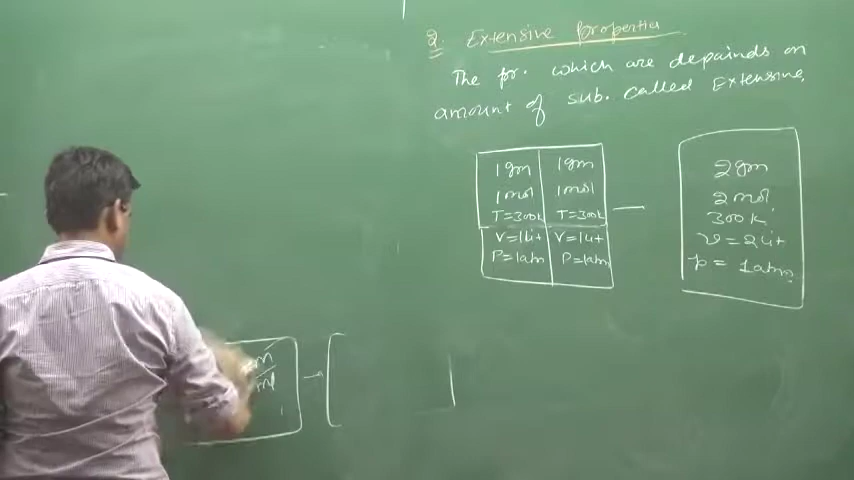 2. Extensive Properties
The pr. which are depainds on
amount of sub. called Extensive.
1gm 1gm
1mol 1mol
T=300k T=300k
V=1Lit V=1Lit
P=1atm P=1atm
2gm
2mol.
300k.
V=2Lit
P= 1atm.